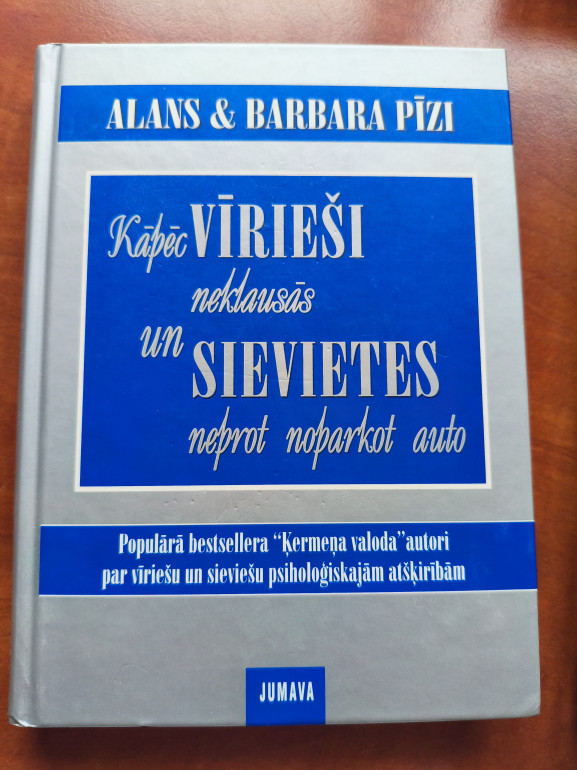 ALANS & BARBARA PĪZI
Kāpēc VĪRIEŠI
neklausās
un SIEVIETES
neprot noparkot auto
Populārā bestsellera “Ķermeņa valoda” autori
par vīriešu un sieviešu psiholoģiskajām atšķirībām
JUMAVA